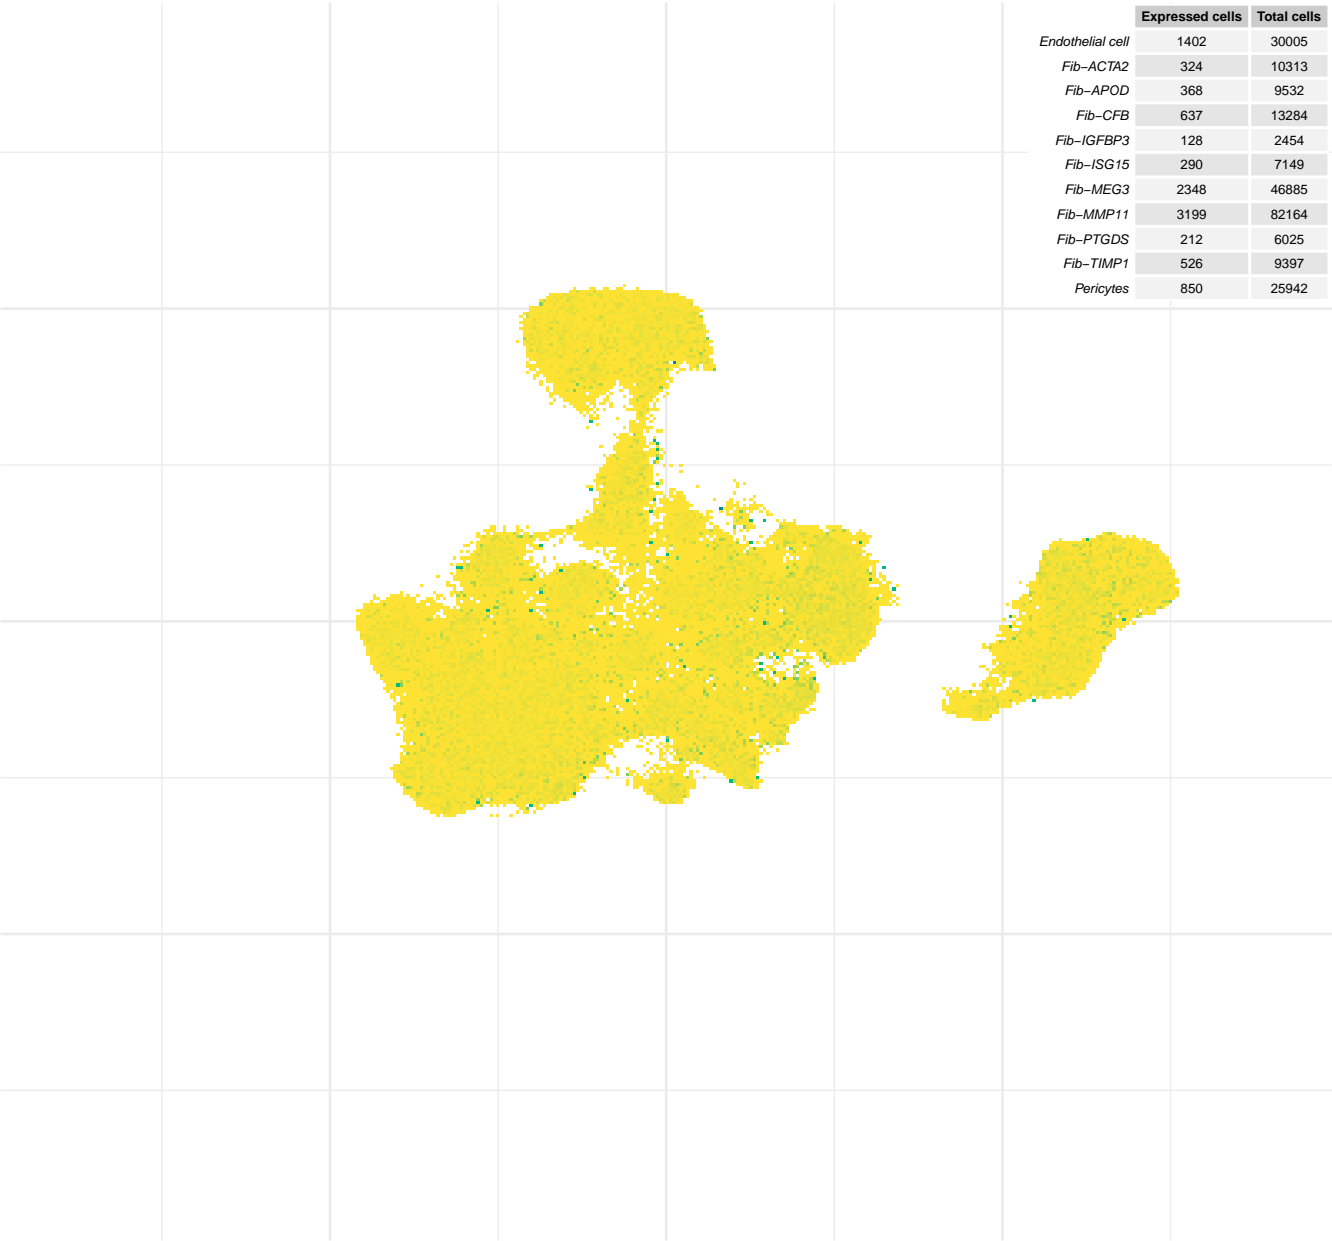 Expressed cells Total cells
Endothelial cell 1402 30005
Fib−ACTA2 324 10313
Fib−APOD 368 9532
Fib−CFB 637 13284
Fib−IGFBP3 128 2454
Fib−ISG15 290 7149
Fib−MEG3 2348 46885
Fib−MMP11 3199 82164
Fib−PTGDS 212 6025
Fib−TIMP1 526 9397
Pericytes 850 25942